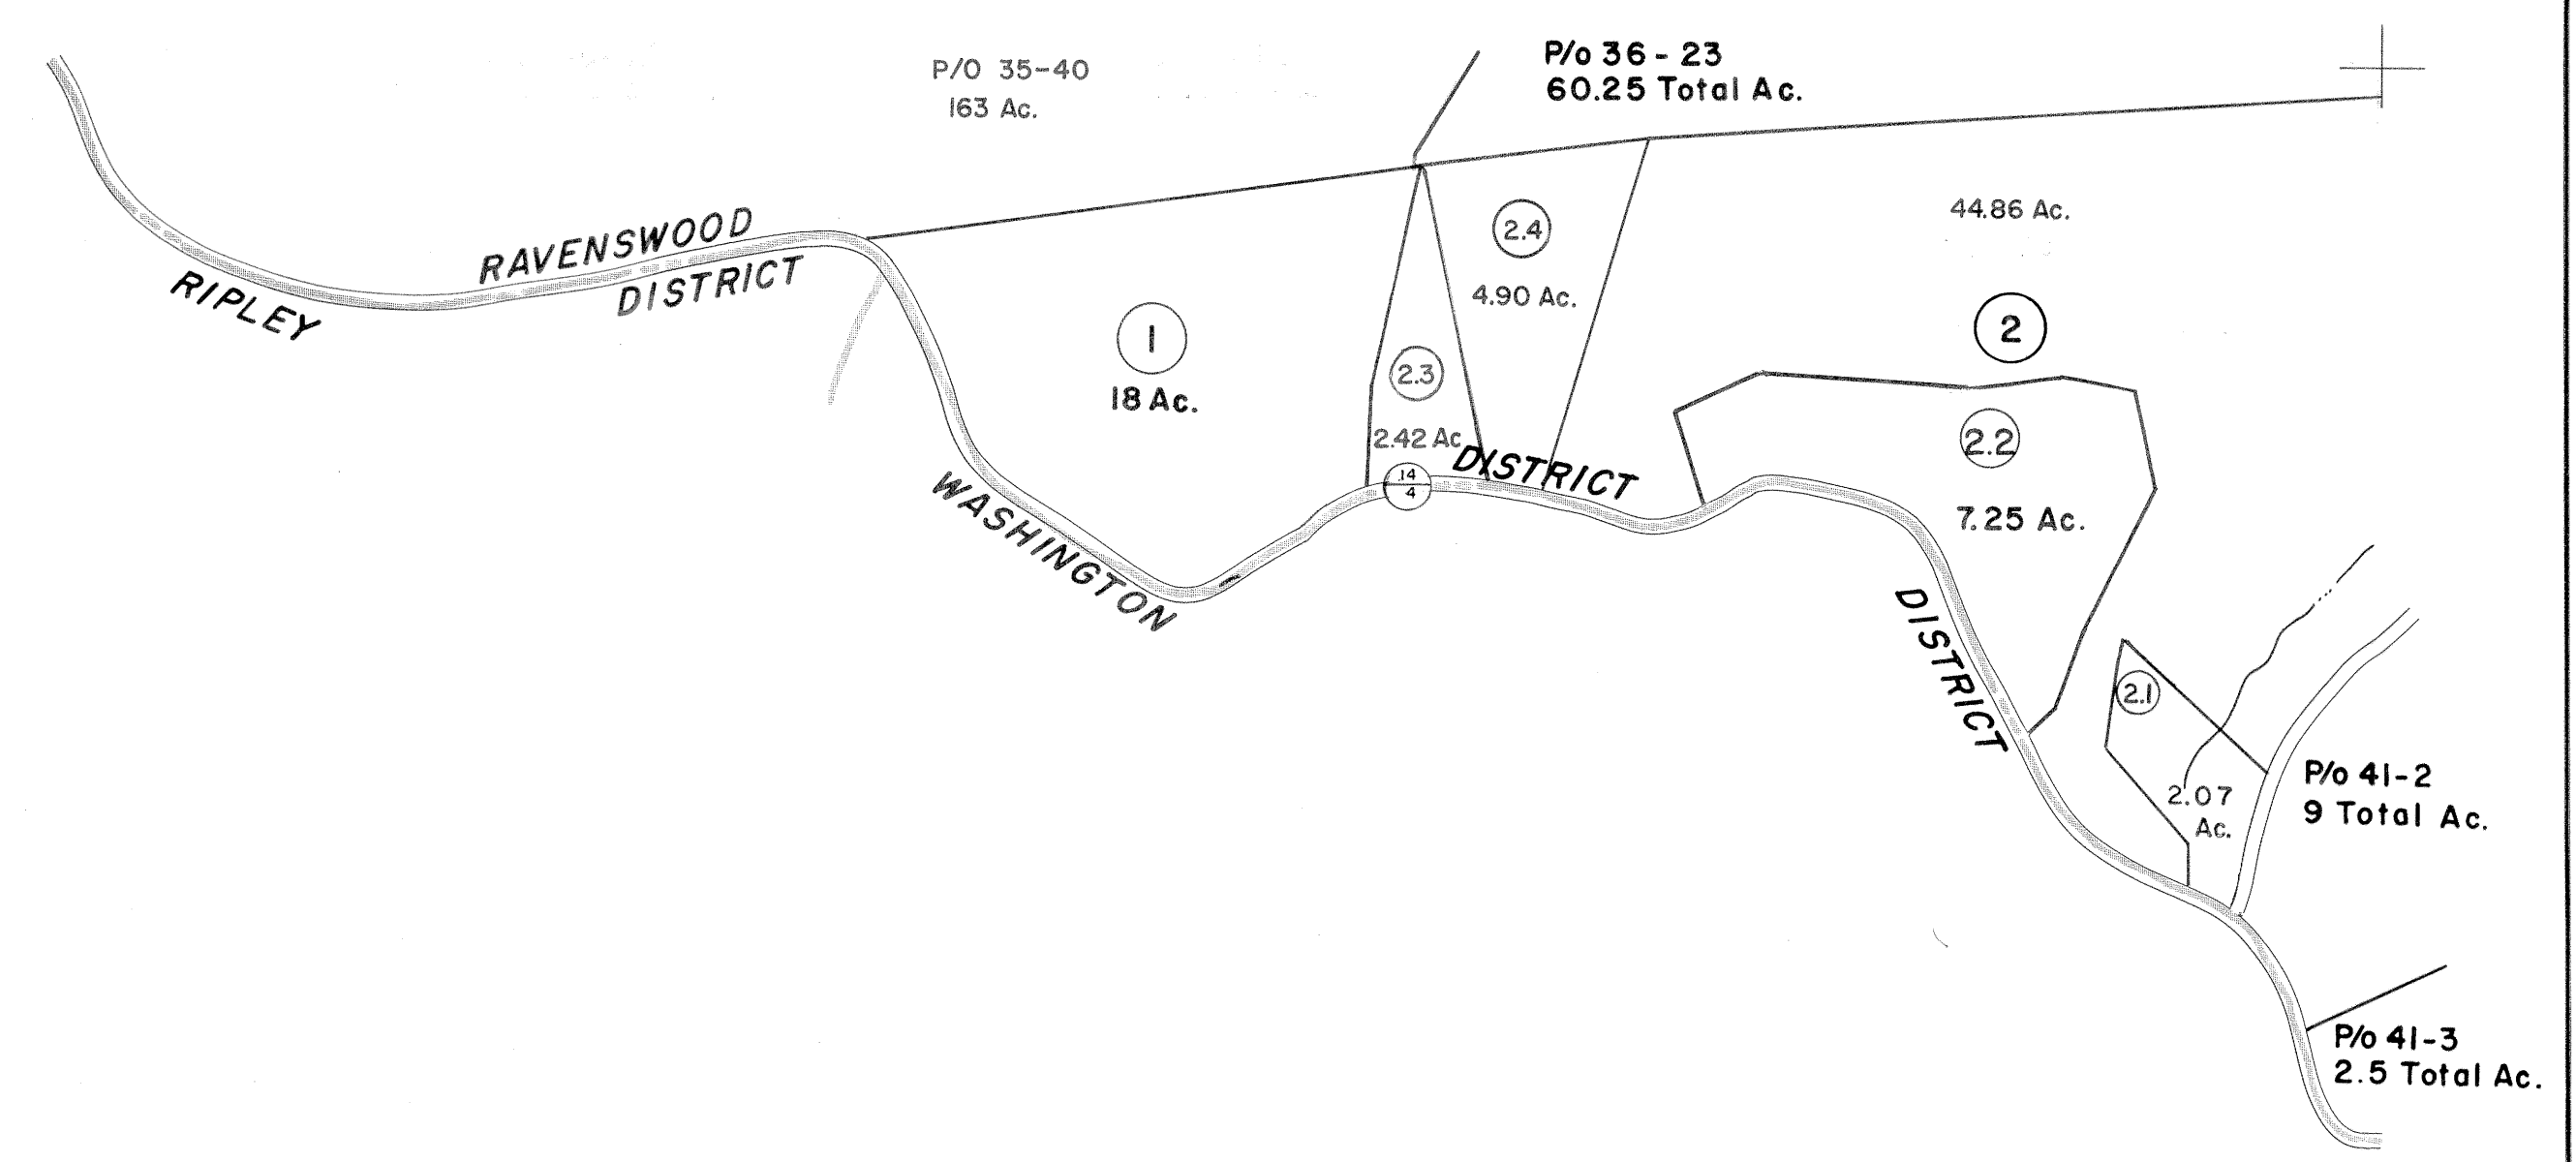 P/O 35-40
163 Ac.
P/o 36-23
60.25 Total Ac.
RAVENSWOOD
DISTRICT
RIPLEY
1
18 Ac.
2.4
4.90 Ac.
2.3
2.42 Ac
44.86 Ac.
2
2.2
7.25 Ac.
14
4
DISTRICT
WASHINGTON
DISTRICT
2.1
2.07
Ac.
P/o 41-2
9 Total Ac.
P/o 41-3
2.5 Total Ac.